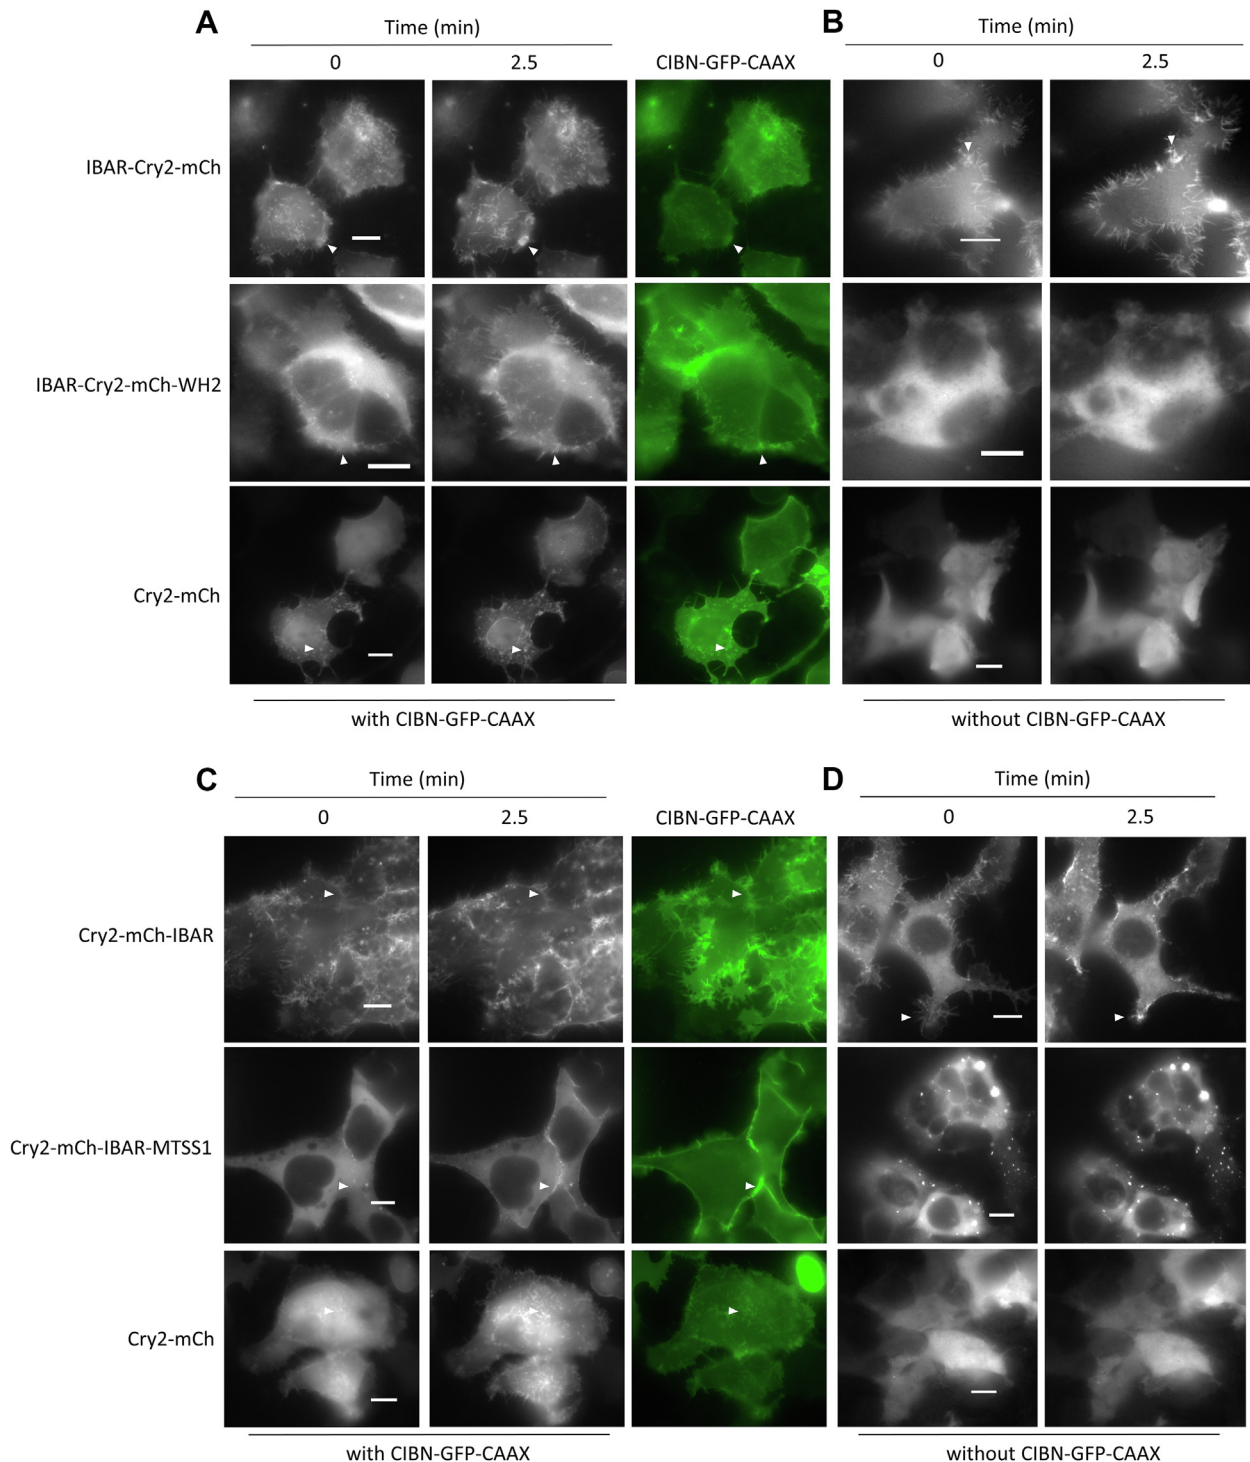 A
Time (min)
0 2.5 CIBN-GFP-CAAX
B
Time (min)
0 2.5
IBAR-Cry2-mCh
IBAR-Cry2-mCh-WH2
Cry2-mCh
with CIBN-GFP-CAAX
without CIBN-GFP-CAAX
C
Time (min)
0 2.5 CIBN-GFP-CAAX
D
Time (min)
0 2.5
Cry2-mCh-IBAR
Cry2-mCh-IBAR-MTSS1
Cry2-mCh
with CIBN-GFP-CAAX
without CIBN-GFP-CAAX